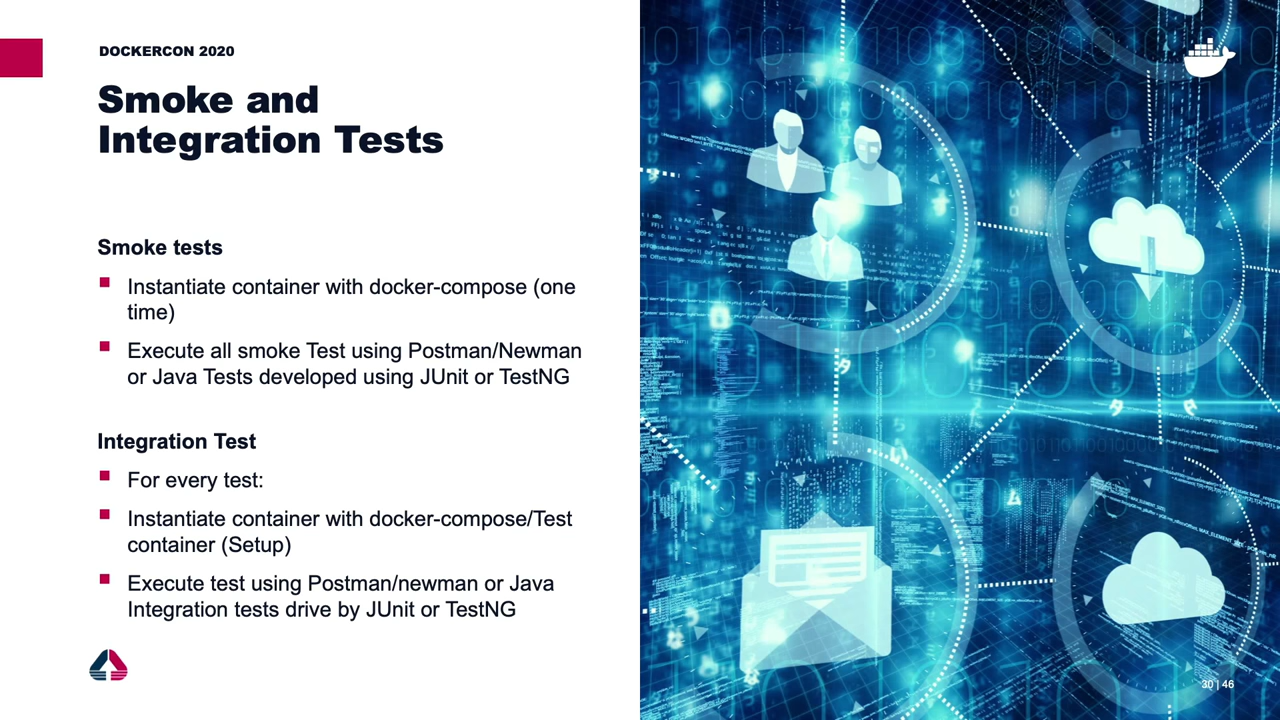 DOCKERCON 2020
Smoke and
Integration Tests
Smoke tests
Instantiate container with docker-compose (one
time)
Execute all smoke Test using Postman/Newman
or Java Tests developed using JUnit or TestNG
Integration Test
For every test:
Instantiate container with docker-compose/Test
container (Setup)
Execute test using Postman/newman or Java
Integration tests drive by JUnit or TestNG
30 | 46